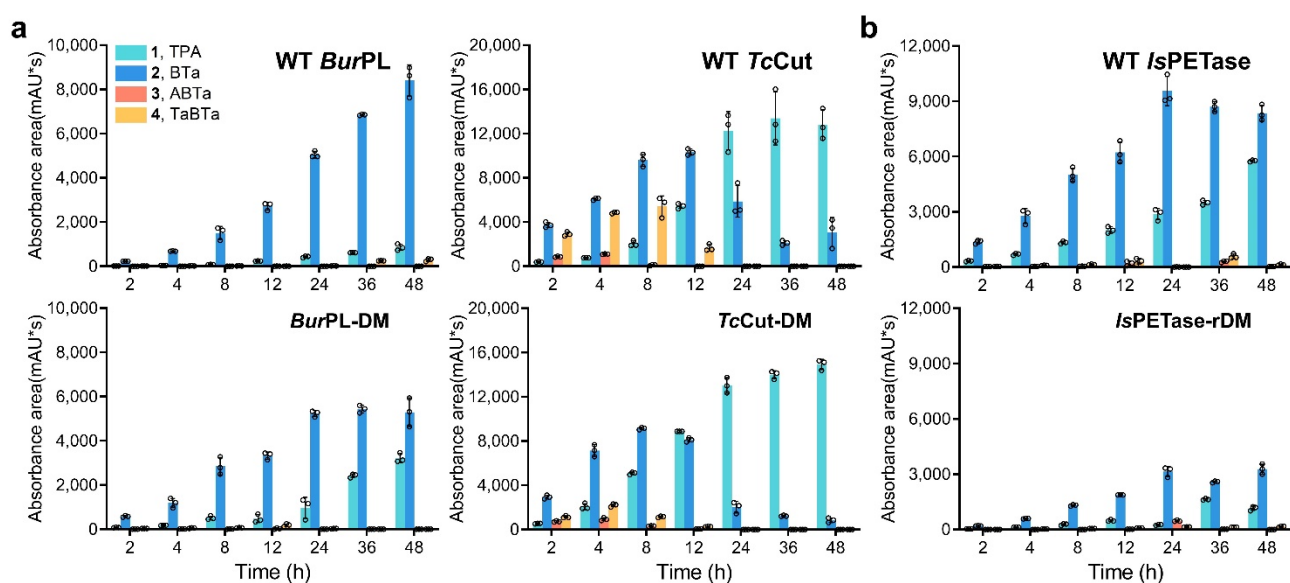 a
b
WT BurPL
1, TPA
2, BTa
3, ABTa
4, TaBTa
Absorbance area(mAU*s)
10,000
8,000
6,000
4,000
2,000
0
2 4 8 12 24 36 48
WT TcCut
Absorbance area(mAU*s)
20,000
16,000
12,000
8,000
4,000
0
2 4 8 12 24 36 48
WT IsPETase
Absorbance area(mAU*s)
12,000
9,000
6,000
3,000
0
2 4 8 12 24 36 48
BurPL-DM
Absorbance area(mAU*s)
10,000
8,000
6,000
4,000
2,000
0
2 4 8 12 24 36 48
Time (h)
TcCut-DM
Absorbance area(mAU*s)
20,000
16,000
12,000
8,000
4,000
0
2 4 8 12 24 36 48
Time (h)
IsPETase-rDM
Absorbance area(mAU*s)
12,000
9,000
6,000
3,000
0
2 4 8 12 24 36 48
Time (h)